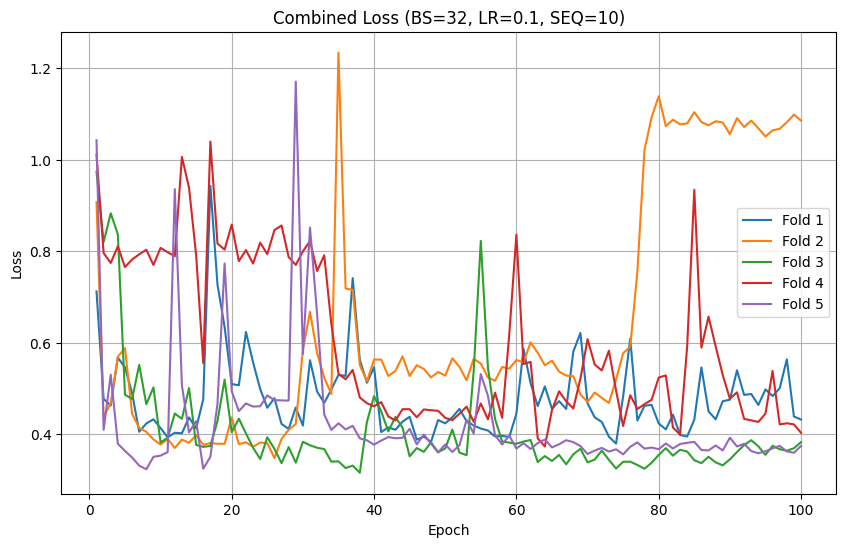 Combined Loss (BS=32, LR=0.1, SEQ=10)
1.2
1.0
0.8
0.6
0.4
Loss
Fold 1
Fold 2
Fold 3
Fold 4
Fold 5
0 20 40 60 80 100
Epoch